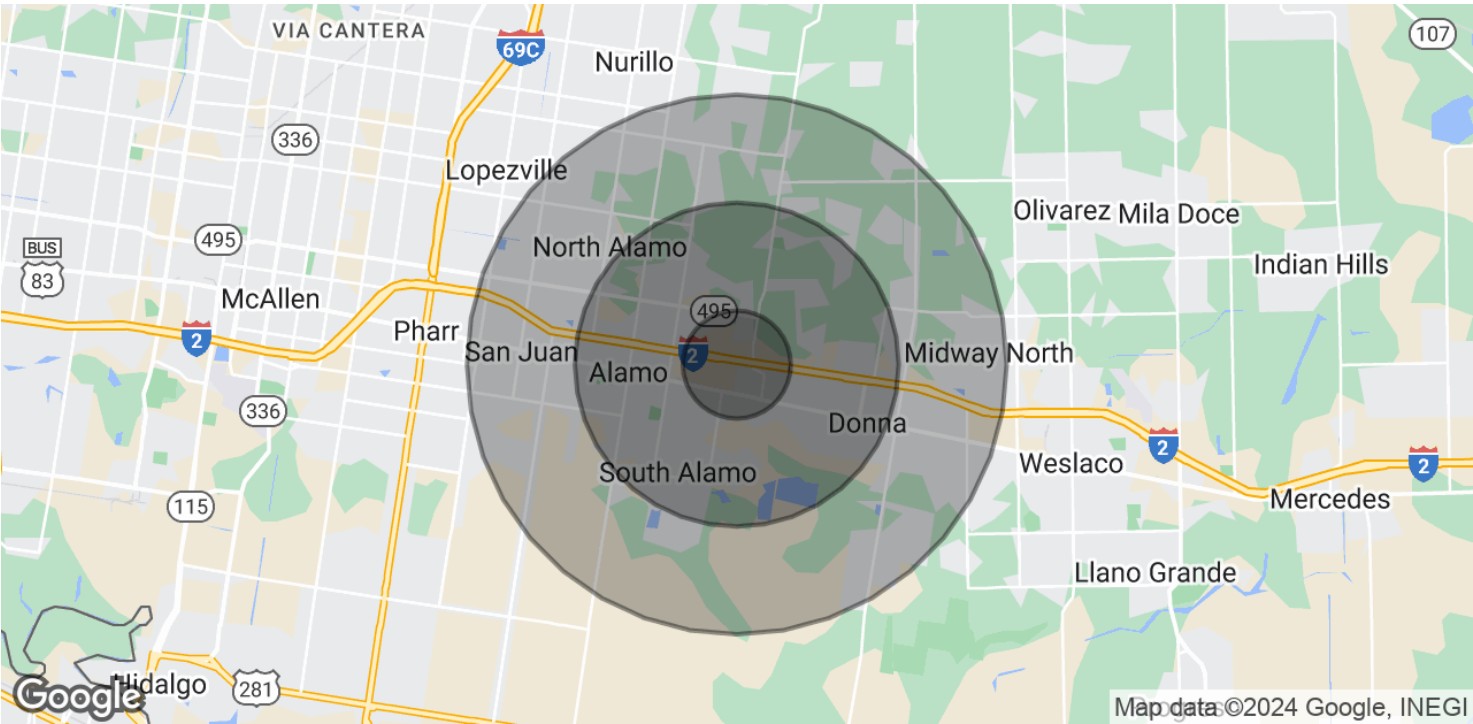 VIA CANTERA
69C
Nurillo
107
336
Lopezville
Olivarez
Mila Doce
495
BUS
83
North Alamo
Indian Hills
McAllen
495
Pharr
2
San Juan
2
Midway North
Alamo
336
Donna
2
Weslaco
2
South Alamo
Mercedes
115
Llano Grande
Hidalgo
281
Google
Map data ©2024 Google, INEGI